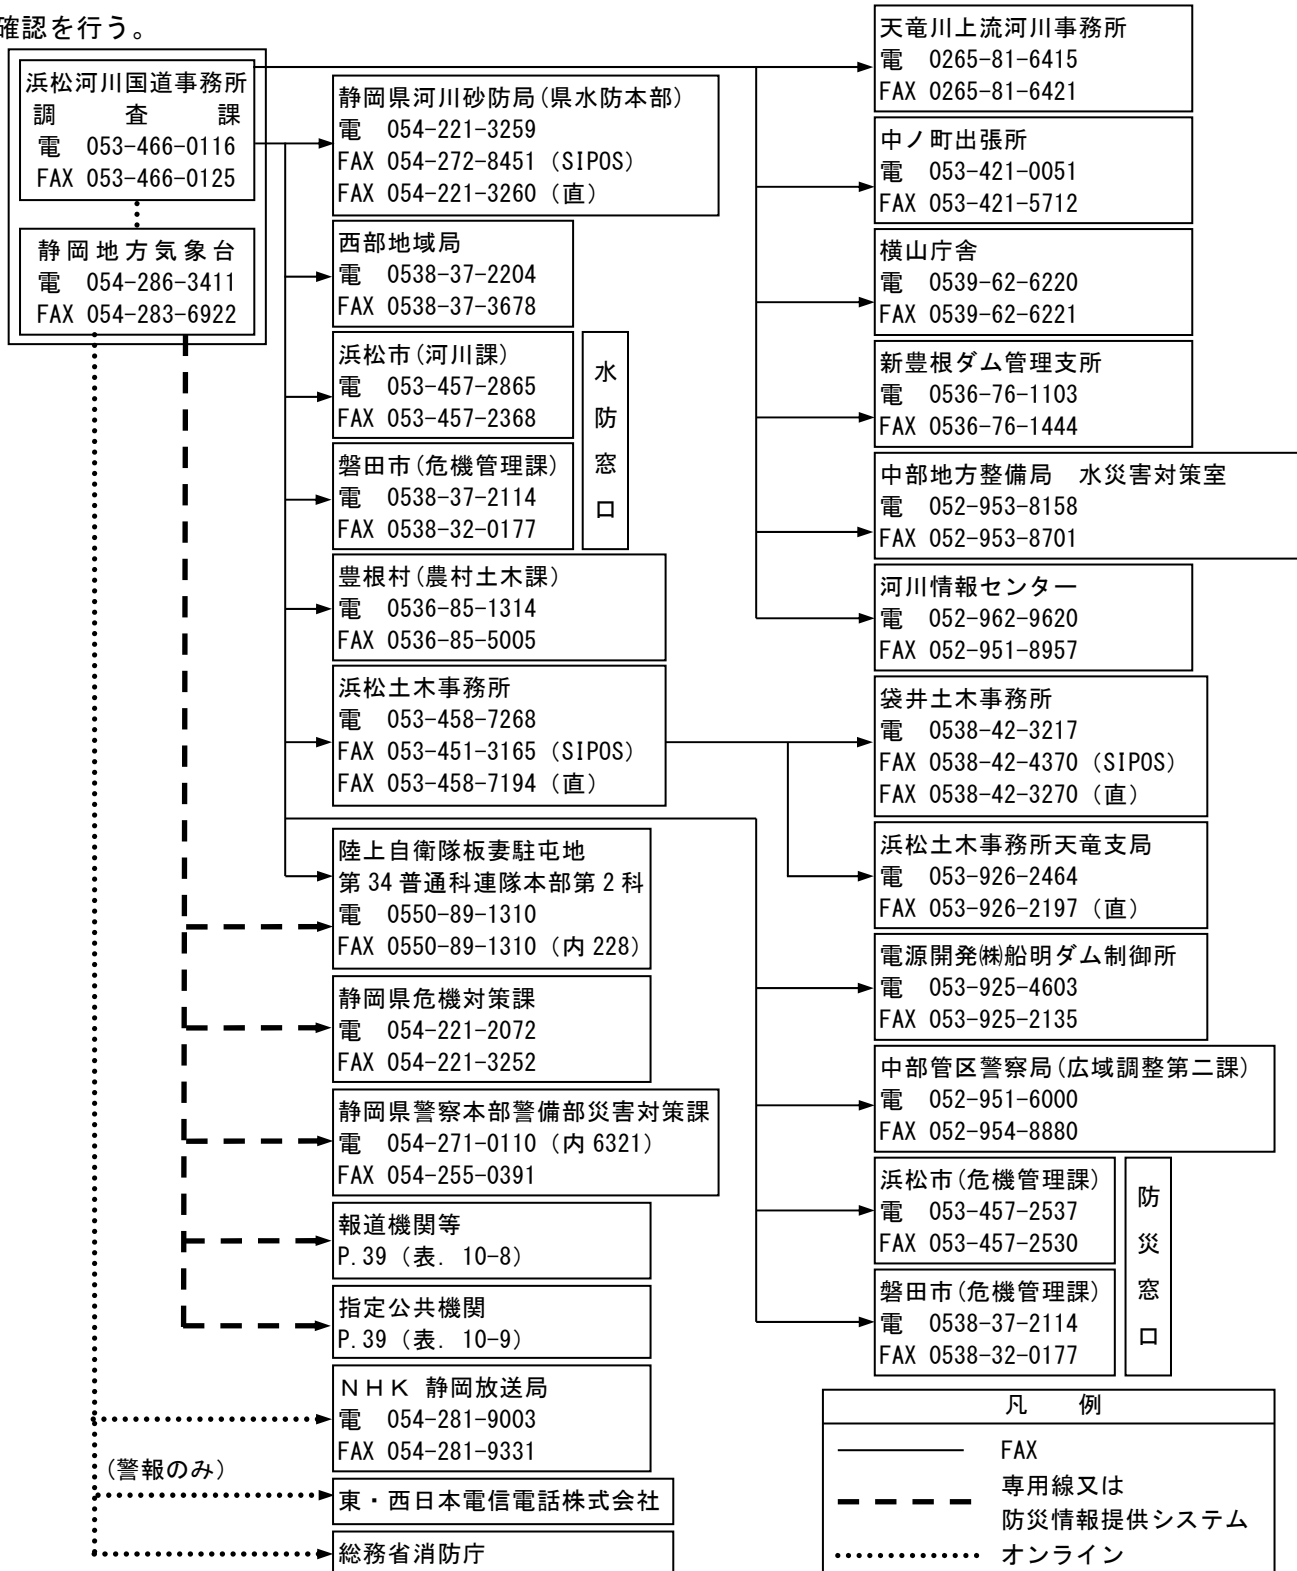 確認を行う。
浜松河川国道事務所
調 査 課
電 053-466-0116
FAX 053-466-0125
静岡地方気象台
電 054-286-3411
FAX 054-283-6922
静岡県河川砂防局(県水防本部)
電 054-221-3259
FAX 054-272-8451 (SIPOS)
FAX 054-221-3260 (直)
西部地域局
電 0538-37-2204
FAX 0538-37-3678
浜松市(河川課)
電 053-457-2865
FAX 053-457-2368
磐田市(危機管理課)
電 0538-37-2114
FAX 0538-32-0177
水防窓口
豊根村(農村土木課)
電 0536-85-1314
FAX 0536-85-5005
浜松土木事務所
電 053-458-7268
FAX 053-451-3165 (SIPOS)
FAX 053-458-7194 (直)
陸上自衛隊板妻駐屯地
第34普通科連隊本部第2科
電 0550-89-1310
FAX 0550-89-1310 (内228)
静岡県危機対策課
電 054-221-2072
FAX 054-221-3252
静岡県警察本部警備部災害対策課
電 054-271-0110 (内6321)
FAX 054-255-0391
報道機関等
P.39 (表. 10-8)
指定公共機関
P.39 (表. 10-9)
NHK 静岡放送局
電 054-281-9003
FAX 054-281-9331
(警報のみ)
東・西日本電信電話株式会社
総務省消防庁
天竜川上流河川事務所
電 0265-81-6415
FAX 0265-81-6421
中ノ町出張所
電 053-421-0051
FAX 053-421-5712
横山庁舎
電 0539-62-6220
FAX 0539-62-6221
新豊根ダム管理支所
電 0536-76-1103
FAX 0536-76-1444
中部地方整備局 水災害対策室
電 052-953-8158
FAX 052-953-8701
河川情報センター
電 052-962-9620
FAX 052-951-8957
袋井土木事務所
電 0538-42-3217
FAX 0538-42-4370 (SIPOS)
FAX 0538-42-3270 (直)
浜松土木事務所天竜支局
電 053-926-2464
FAX 053-926-2197 (直)
電源開発㈱船明ダム制御所
電 053-925-4603
FAX 053-925-2135
中部管区警察局(広域調整第二課)
電 052-951-6000
FAX 052-954-8880
浜松市(危機管理課)
電 053-457-2537
FAX 053-457-2530
磐田市(危機管理課)
電 0538-37-2114
FAX 0538-32-0177
防災窓口
凡 例
FAX
専用線又は
防災情報提供システム
オンライン